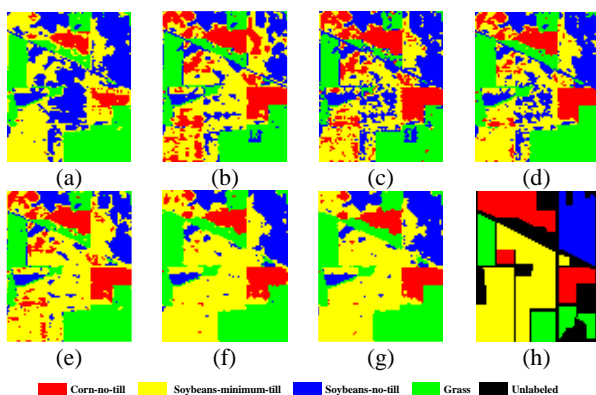 (a) (b) (c) (d)
(e) (f) (g) (h)
Corn-no-till Soybeans-minimum-till Soybeans-no-till Grass Unlabeled